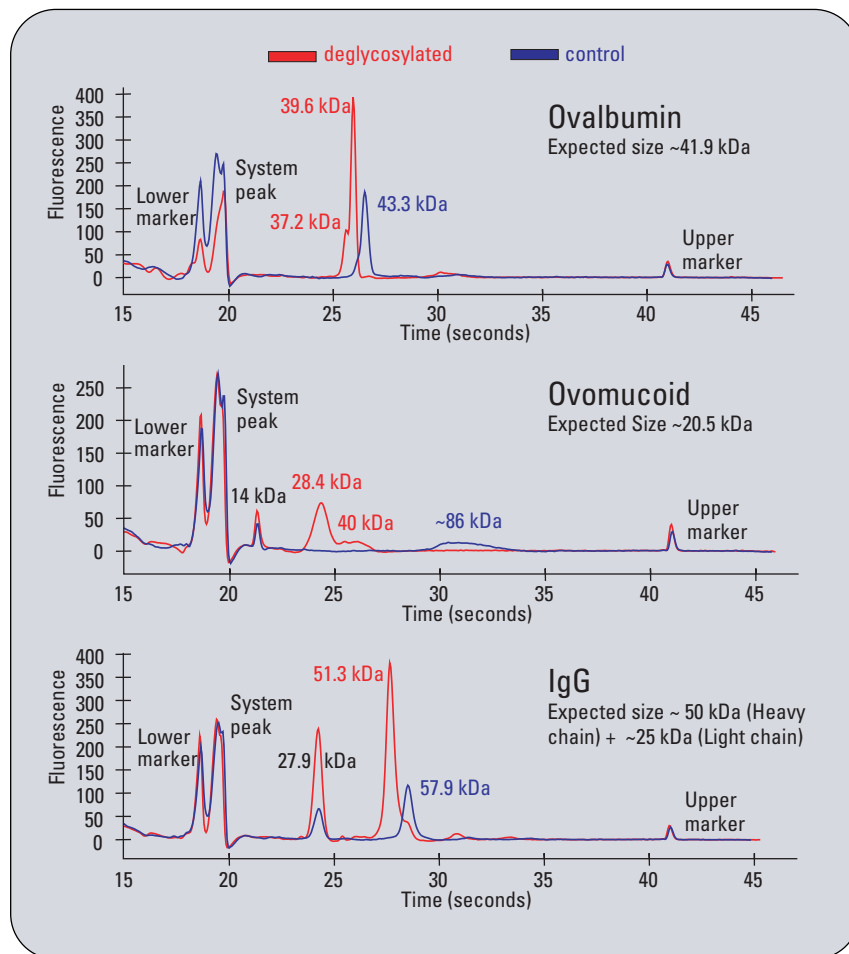 deglycosylated control
Ovalbumin
Expected size ~41.9 kDa
Fluorescence
400
350
300
250
200
150
100
50
0
Lower
marker
System
peak
39.6 kDa
37.2 kDa
43.3 kDa
Upper
marker
15 20 25 30 35 40 45
Time (seconds)
Ovomucoid
Expected Size ~20.5 kDa
Fluorescence
250
200
150
100
50
0
Lower
marker
System
peak
14 kDa
28.4 kDa
40 kDa
~86 kDa
Upper
marker
15 20 25 30 35 40 45
Time (seconds)
IgG
Expected size ~ 50 kDa (Heavy
chain) + ~25 kDa (Light chain)
Fluorescence
400
350
300
250
200
150
100
50
0
Lower
marker
System
peak
27.9 kDa
51.3 kDa
57.9 kDa
Upper
marker
15 20 25 30 35 40 45
Time (seconds)